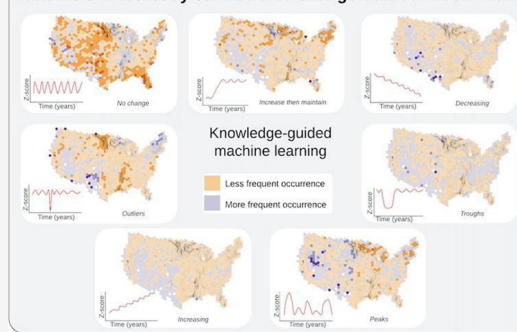 Z-score
Time (years)
No change
Z-score
Time (years)
Increase then maintain
Z-score
Time (years)
Decreasing
Z-score
Time (years)
Outliers
Knowledge-guided
machine learning
Less frequent occurrence
More frequent occurrence
Z-score
Time (years)
Troughs
Z-score
Time (years)
Increasing
Z-score
Time (years)
Peaks